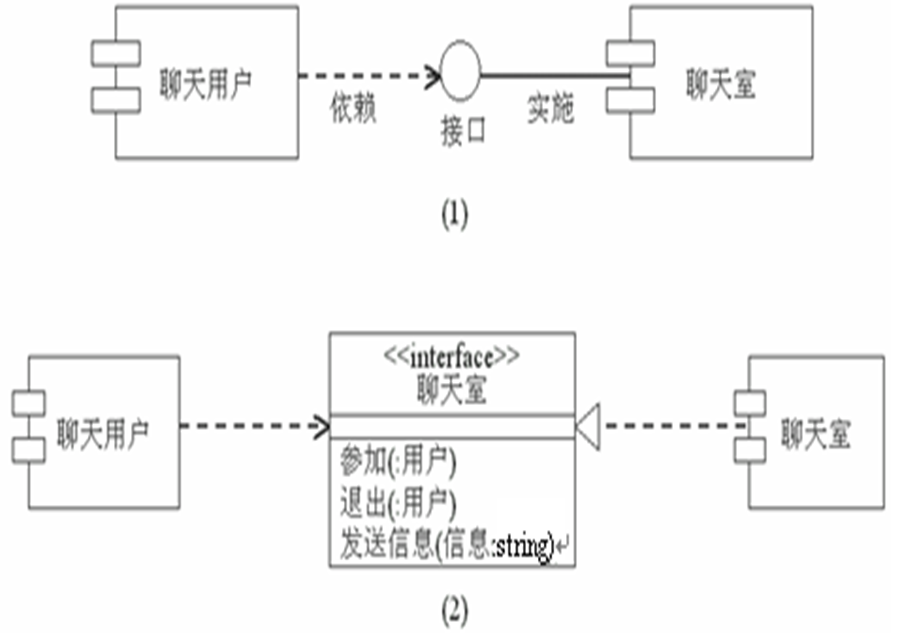 聊天用户
依赖
接口
实施
聊天室
(1)
聊天用户
<<interface>>
聊天室
参加(:用户)
退出(:用户)
发送信息(信息:string)↵
聊天室
(2)